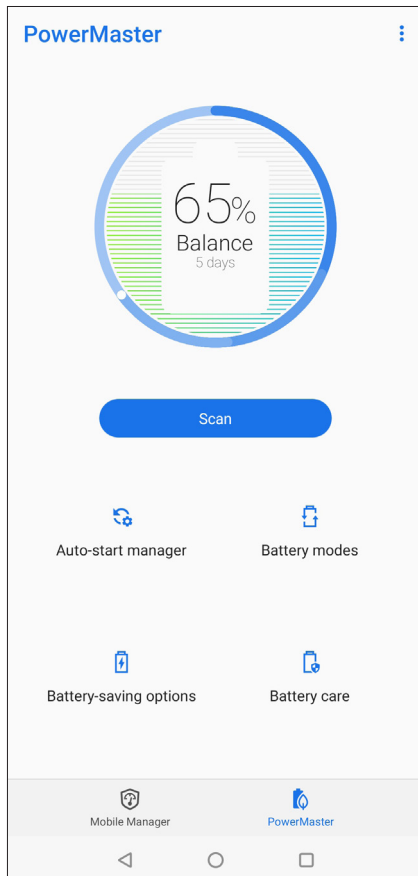 PowerMaster
65%
Balance
5 days
Scan
Auto-start manager
Battery modes
Battery-saving options
Battery care
Mobile Manager
PowerMaster